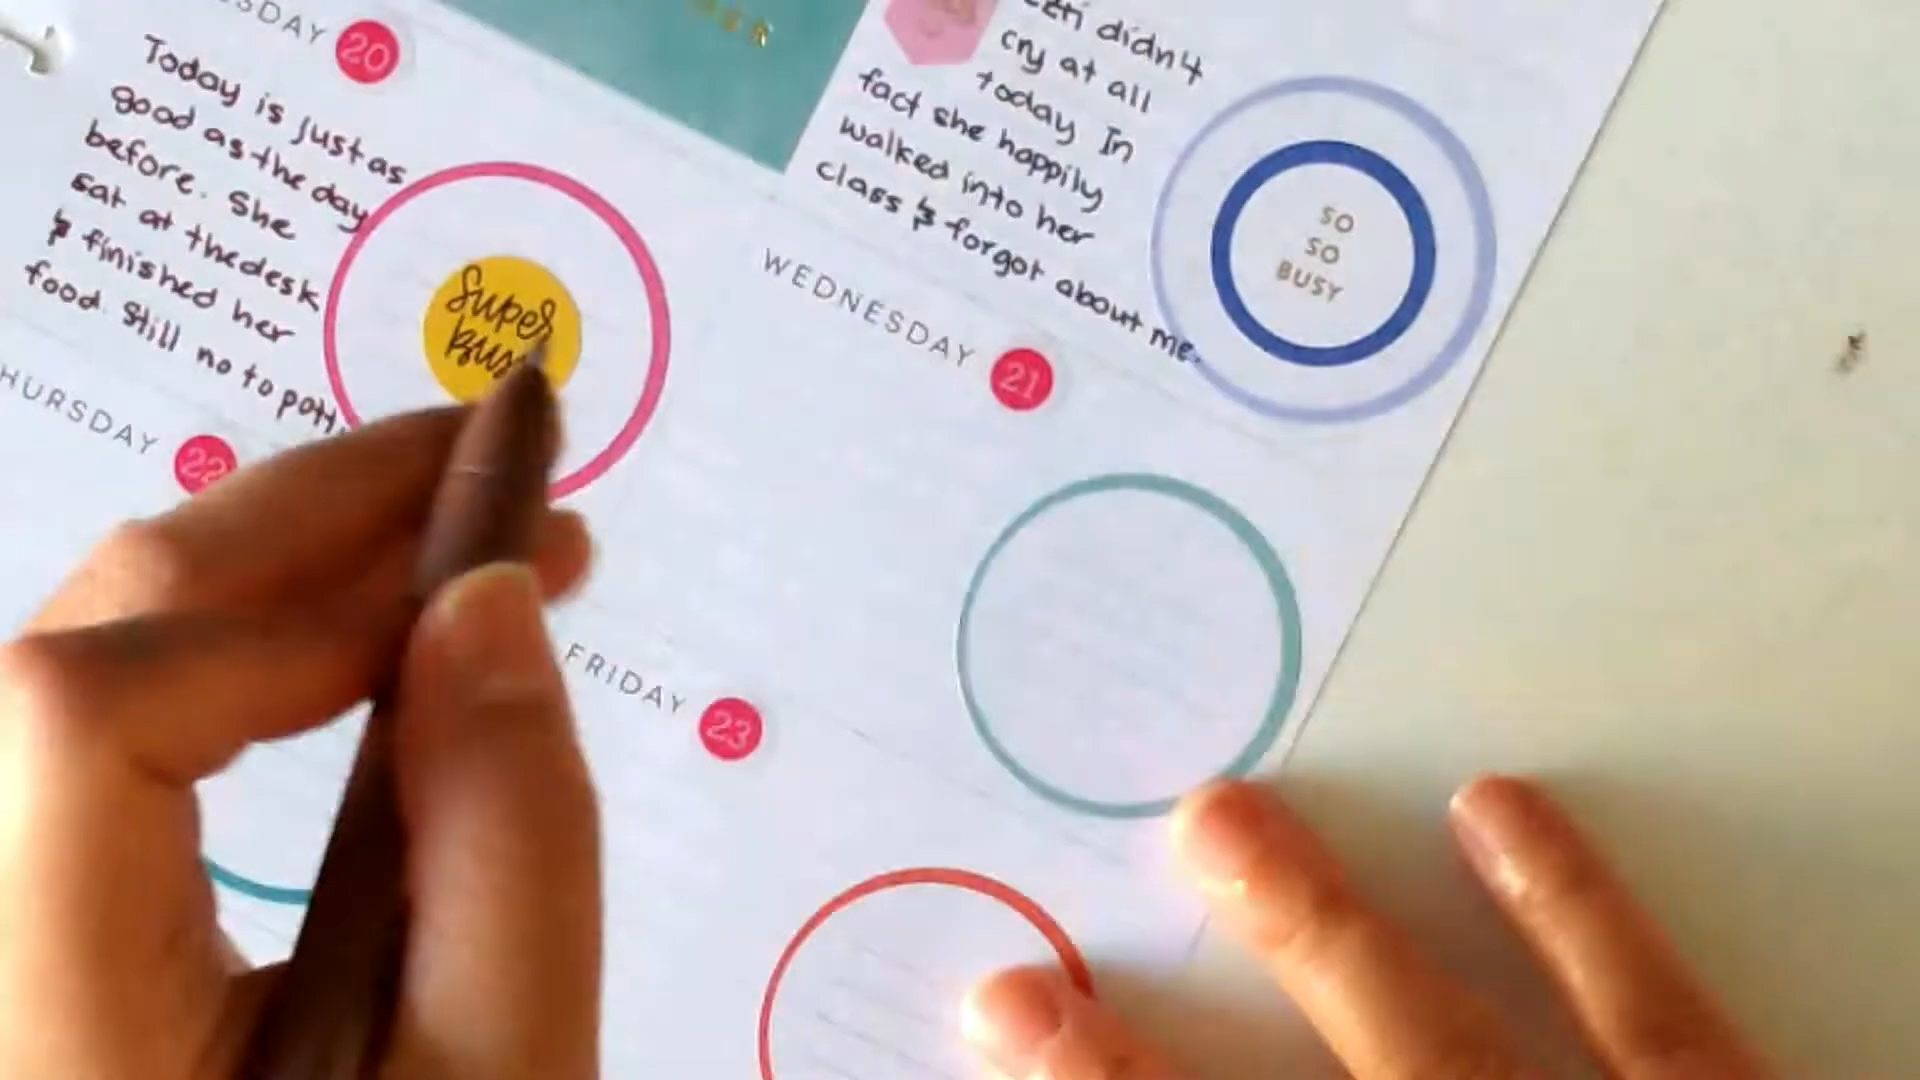 20
Today is just as
good as the day
before. She
sat at the desk
& finished her
food. Still no to potty
didn't
cry at all
today In
fact she happily
walked into her
class & forgot about me.
SO
SO
BUSY
Super
WEDNESDAY
21
22
FRIDAY
23